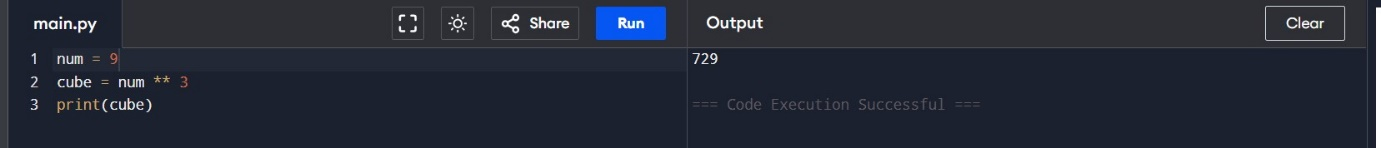 main.py Share Run Output Clear
1 num = 9
2 cube = num ** 3
3 print(cube)
729
=== Code Execution Successful ===